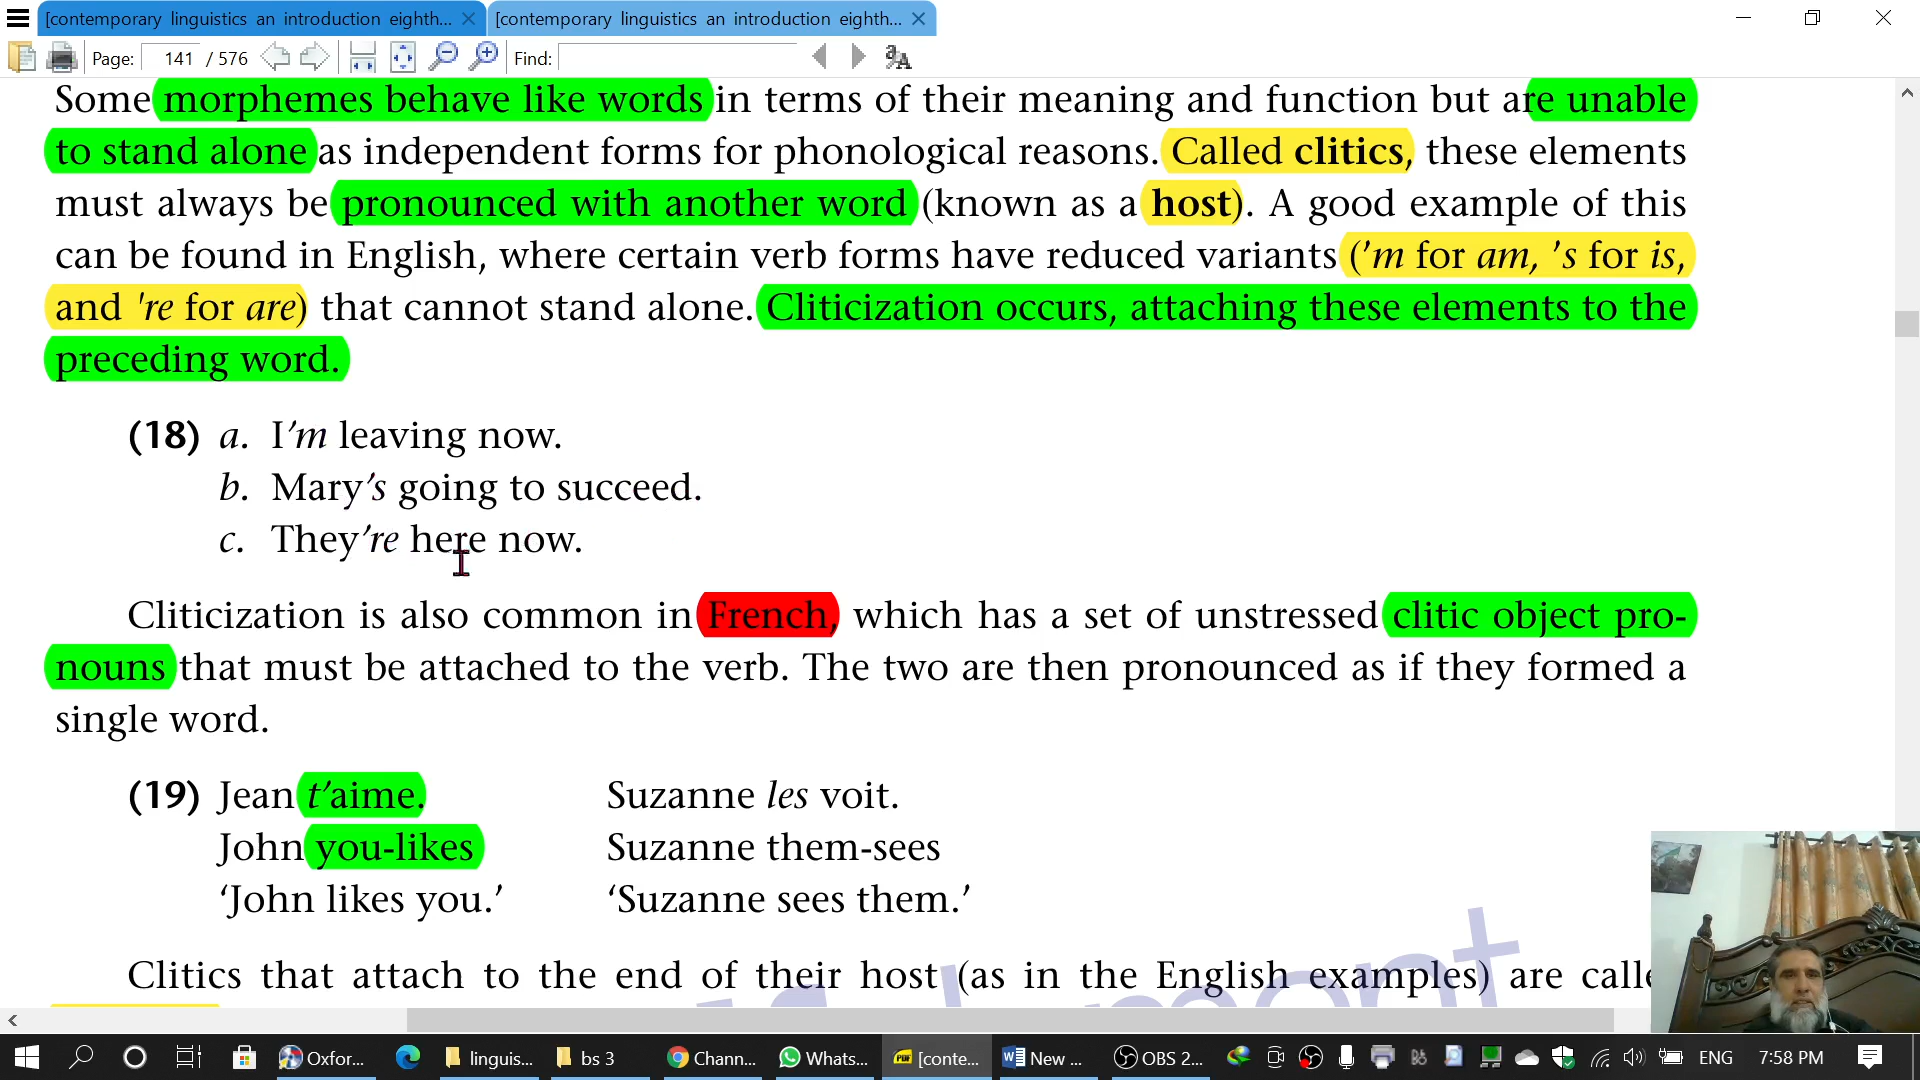 [contemporary linguistics an introduction eighth... [contemporary linguistics an introduction eighth...
Page: 141 / 576 Find:
Some morphemes behave like words in terms of their meaning and function but are unable
to stand alone as independent forms for phonological reasons. Called clitics, these elements
must always be pronounced with another word (known as a host). A good example of this
can be found in English, where certain verb forms have reduced variants ('m for am, 's for is,
and 're for are) that cannot stand alone. Cliticization occurs, attaching these elements to the
preceding word.
(18) a. I'm leaving now.
b. Mary's going to succeed.
c. They're here now.
Cliticization is also common in French, which has a set of unstressed clitic object pro-
nouns that must be attached to the verb. The two are then pronounced as if they formed a
single word.
(19) Jean t'aime. Suzanne les voit.
John you-likes Suzanne them-sees
'John likes you.' 'Suzanne sees them.'
Clitics that attach to the end of their host (as in the English examples) are calle
Oxfor... linguis... bs 3 Chann... Whats... [conte... New ... OBS 2... ENG 7:58 PM